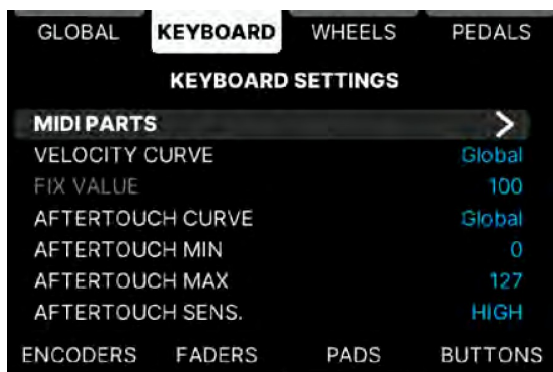 GLOBAL KEYBOARD WHEELS PEDALS
KEYBOARD SETTINGS
MIDI PARTS >
VELOCITY CURVE Global
FIX VALUE 100
AFTERTOUCH CURVE Global
AFTERTOUCH MIN 0
AFTERTOUCH MAX 127
AFTERTOUCH SENS. HIGH
ENCODERS FADERS PADS BUTTONS